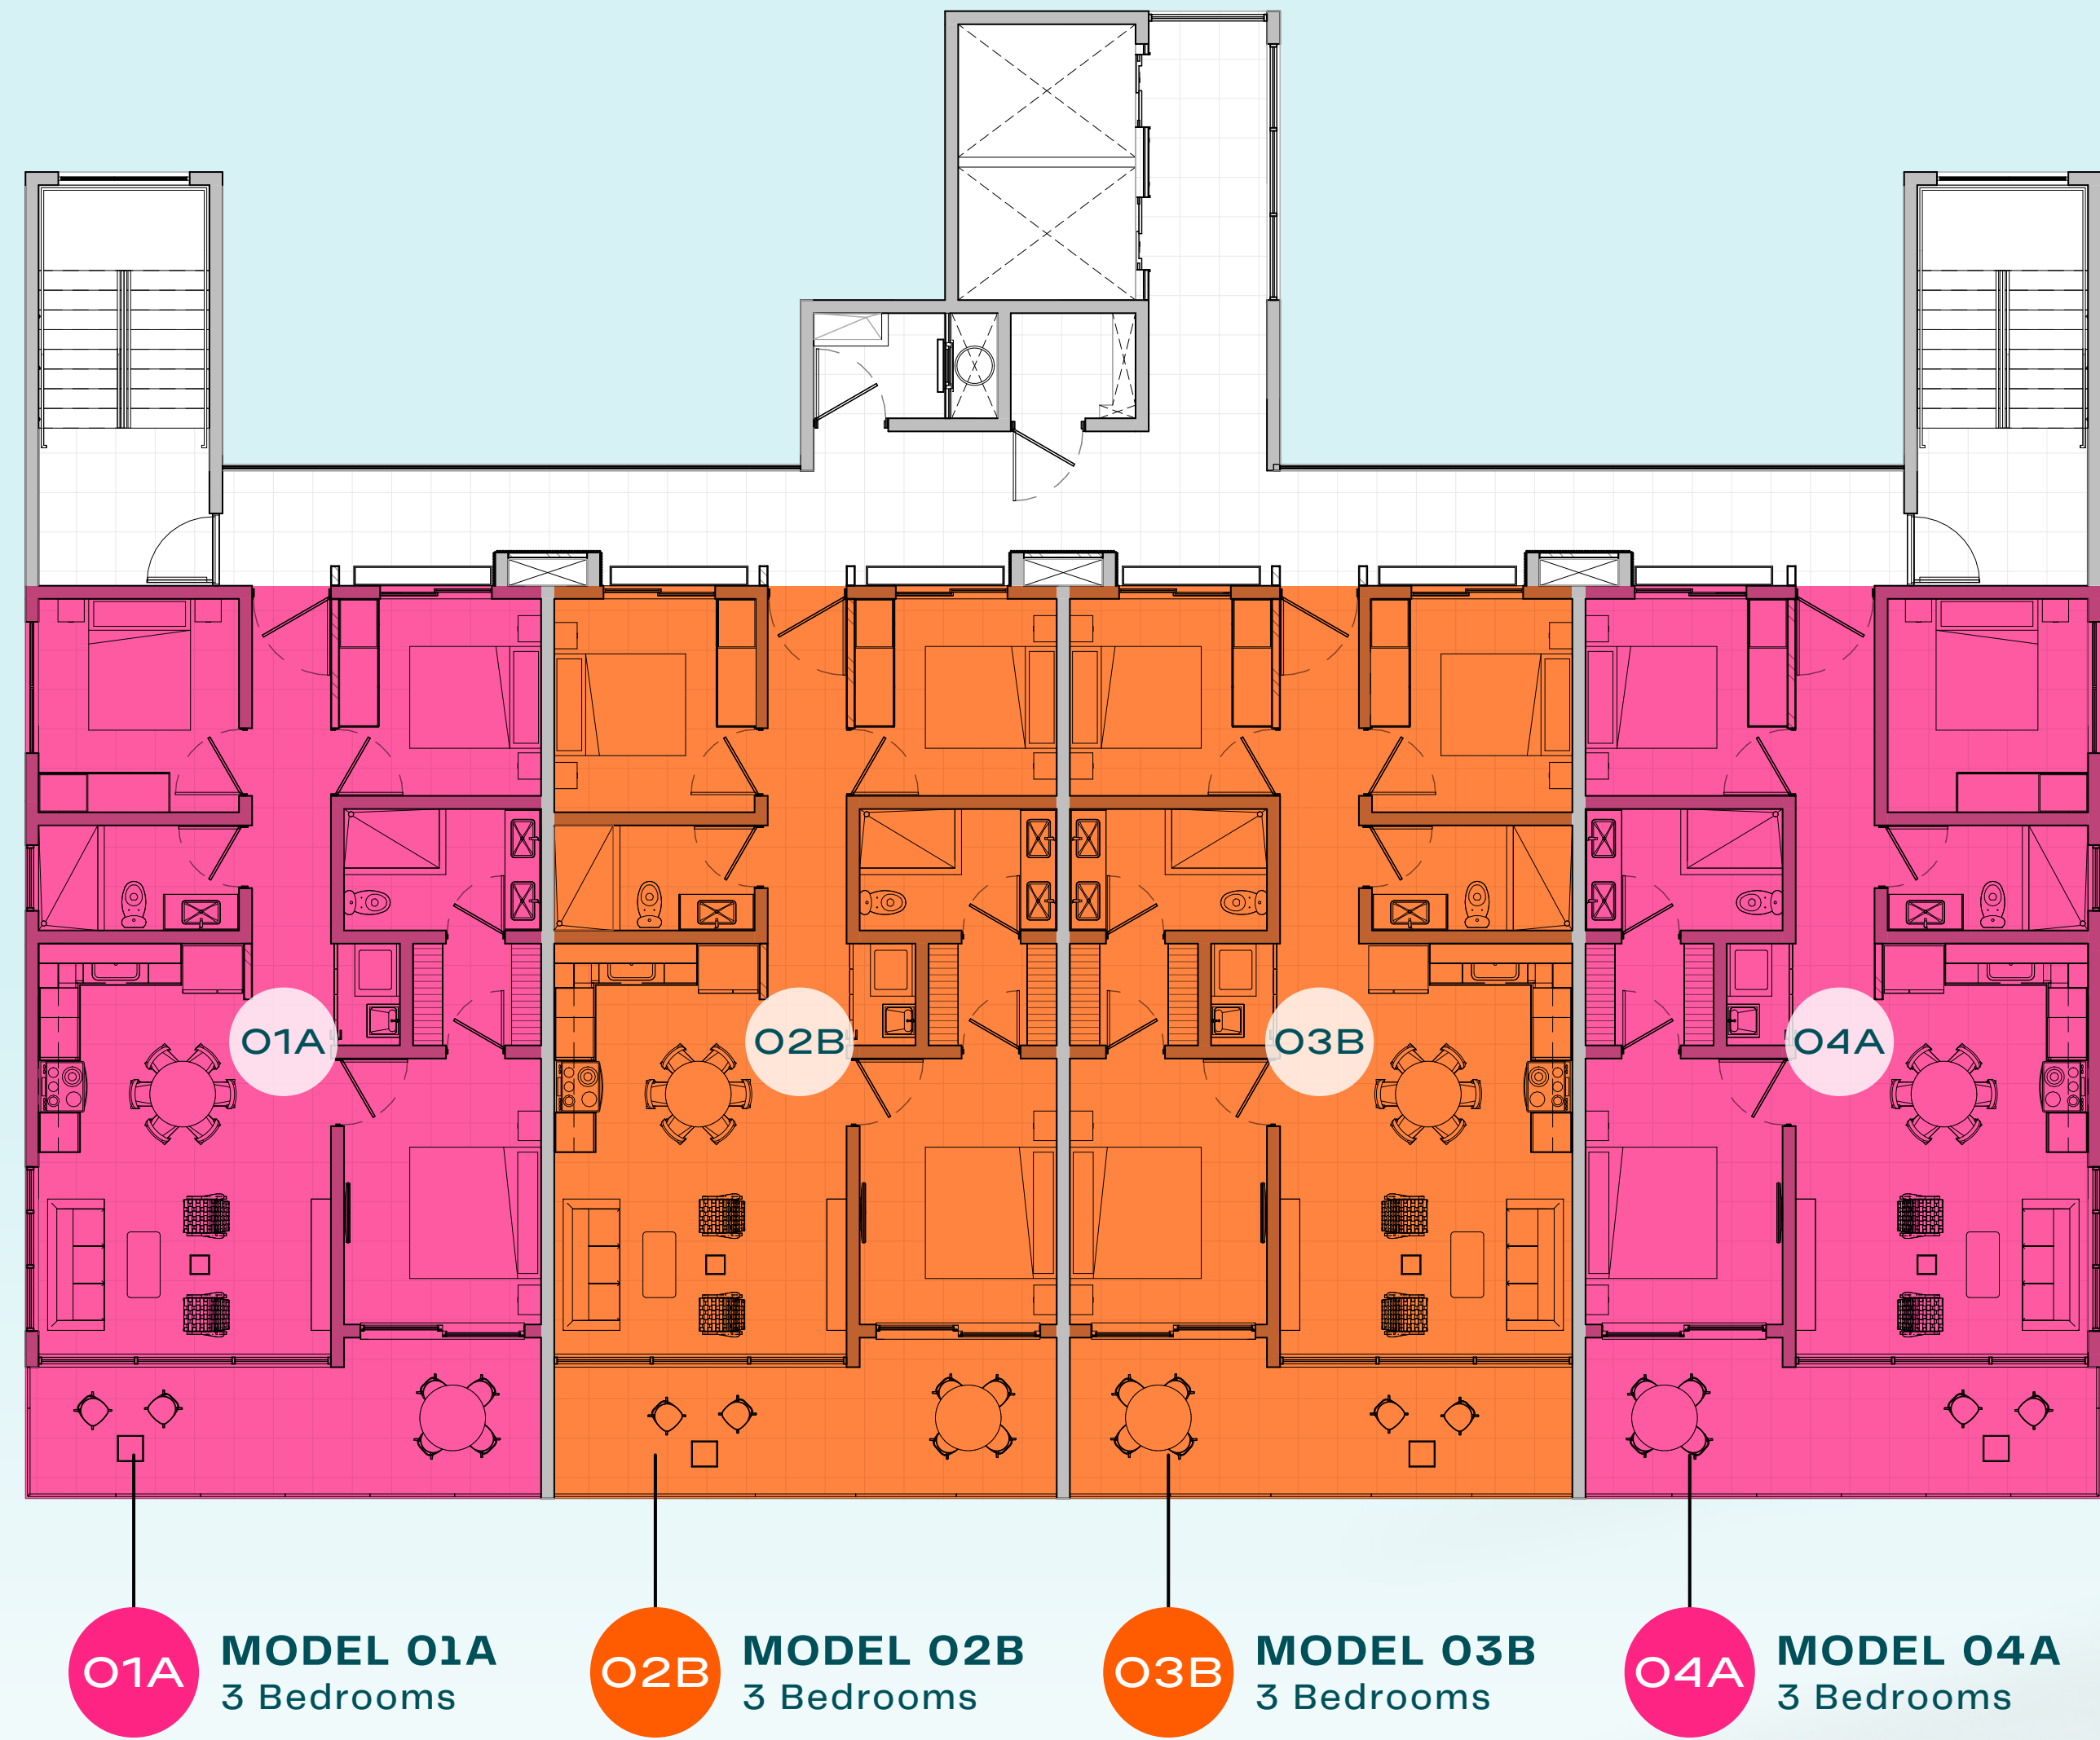 01A
02B
03B
04A
01A
MODEL 01A
3 Bedrooms
02B
MODEL 02B
3 Bedrooms
03B
MODEL 03B
3 Bedrooms
04A
MODEL 04A
3 Bedrooms